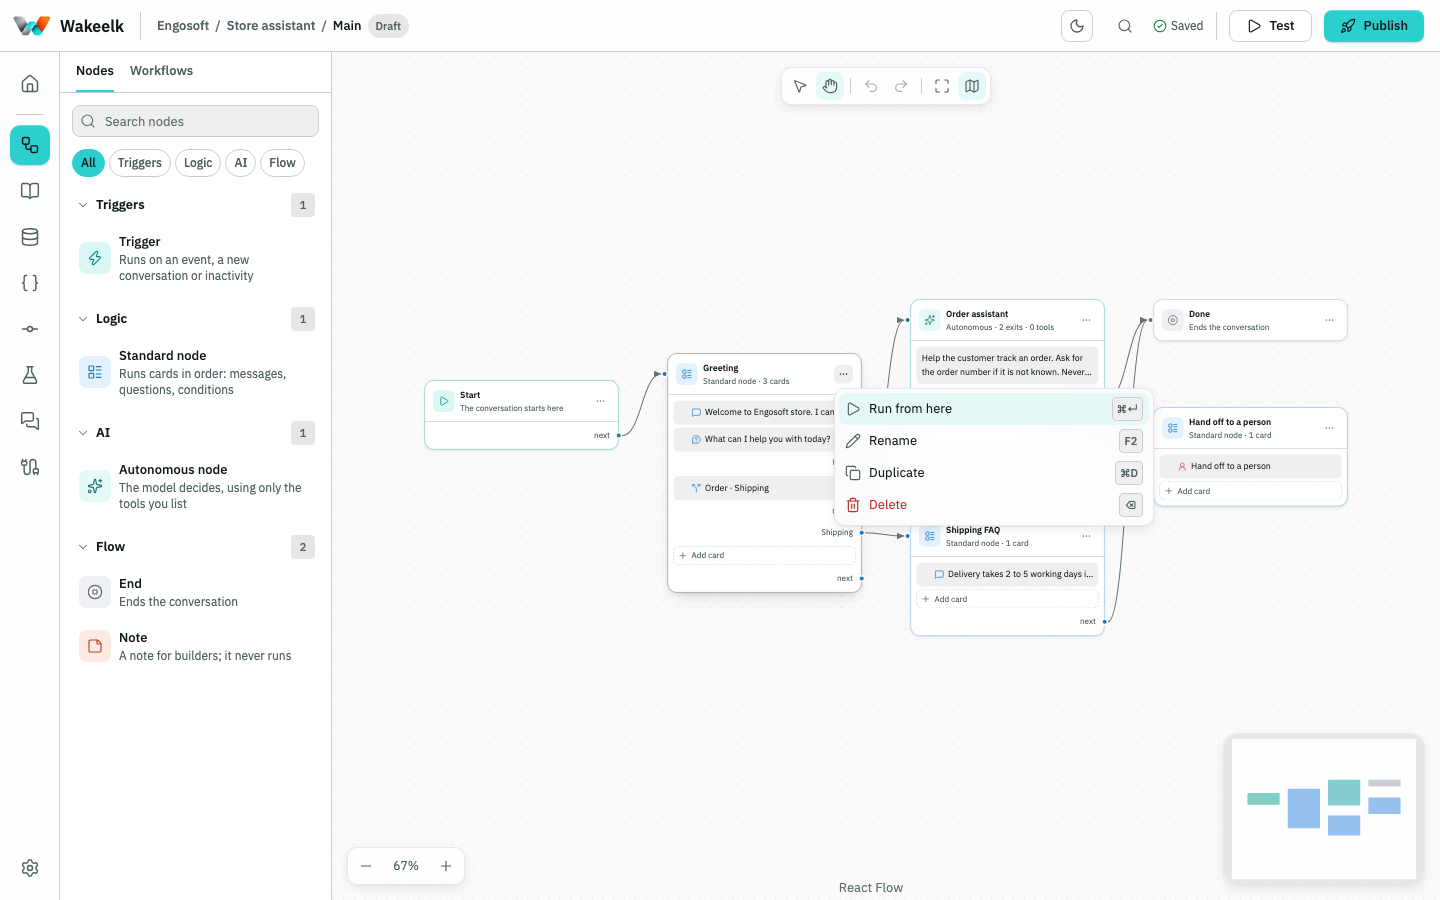 Wakeelk
Engosoft / Store assistant / Main
Draft
Saved
Test
Publish
Nodes
Workflows
Search nodes
All
Triggers
Logic
AI
Flow
Triggers
1
Trigger
Runs on an event, a new
conversation or inactivity
Logic
1
Standard node
Runs cards in order: messages,
questions, conditions
AI
1
Autonomous node
The model decides, using only the
tools you list
Flow
2
End
Ends the conversation
Note
A note for builders; it never runs
Start
The conversation starts here
next
Greeting
Standard node · 3 cards
Welcome to Engosoft store. I can
What can I help you with today?
Order · Shipping
Shipping
Add card
next
Order assistant
Autonomous · 2 exits · 0 tools
Help the customer track an order. Ask for
the order number if it is not known. Never...
Run from here
⌘↵
Rename
F2
Duplicate
⌘D
Delete
⌫
Shipping FAQ
Standard node · 1 card
Delivery takes 2 to 5 working days i...
Add card
next
Done
Ends the conversation
Hand off to a person
Standard node · 1 card
Hand off to a person
Add card
67%
React Flow